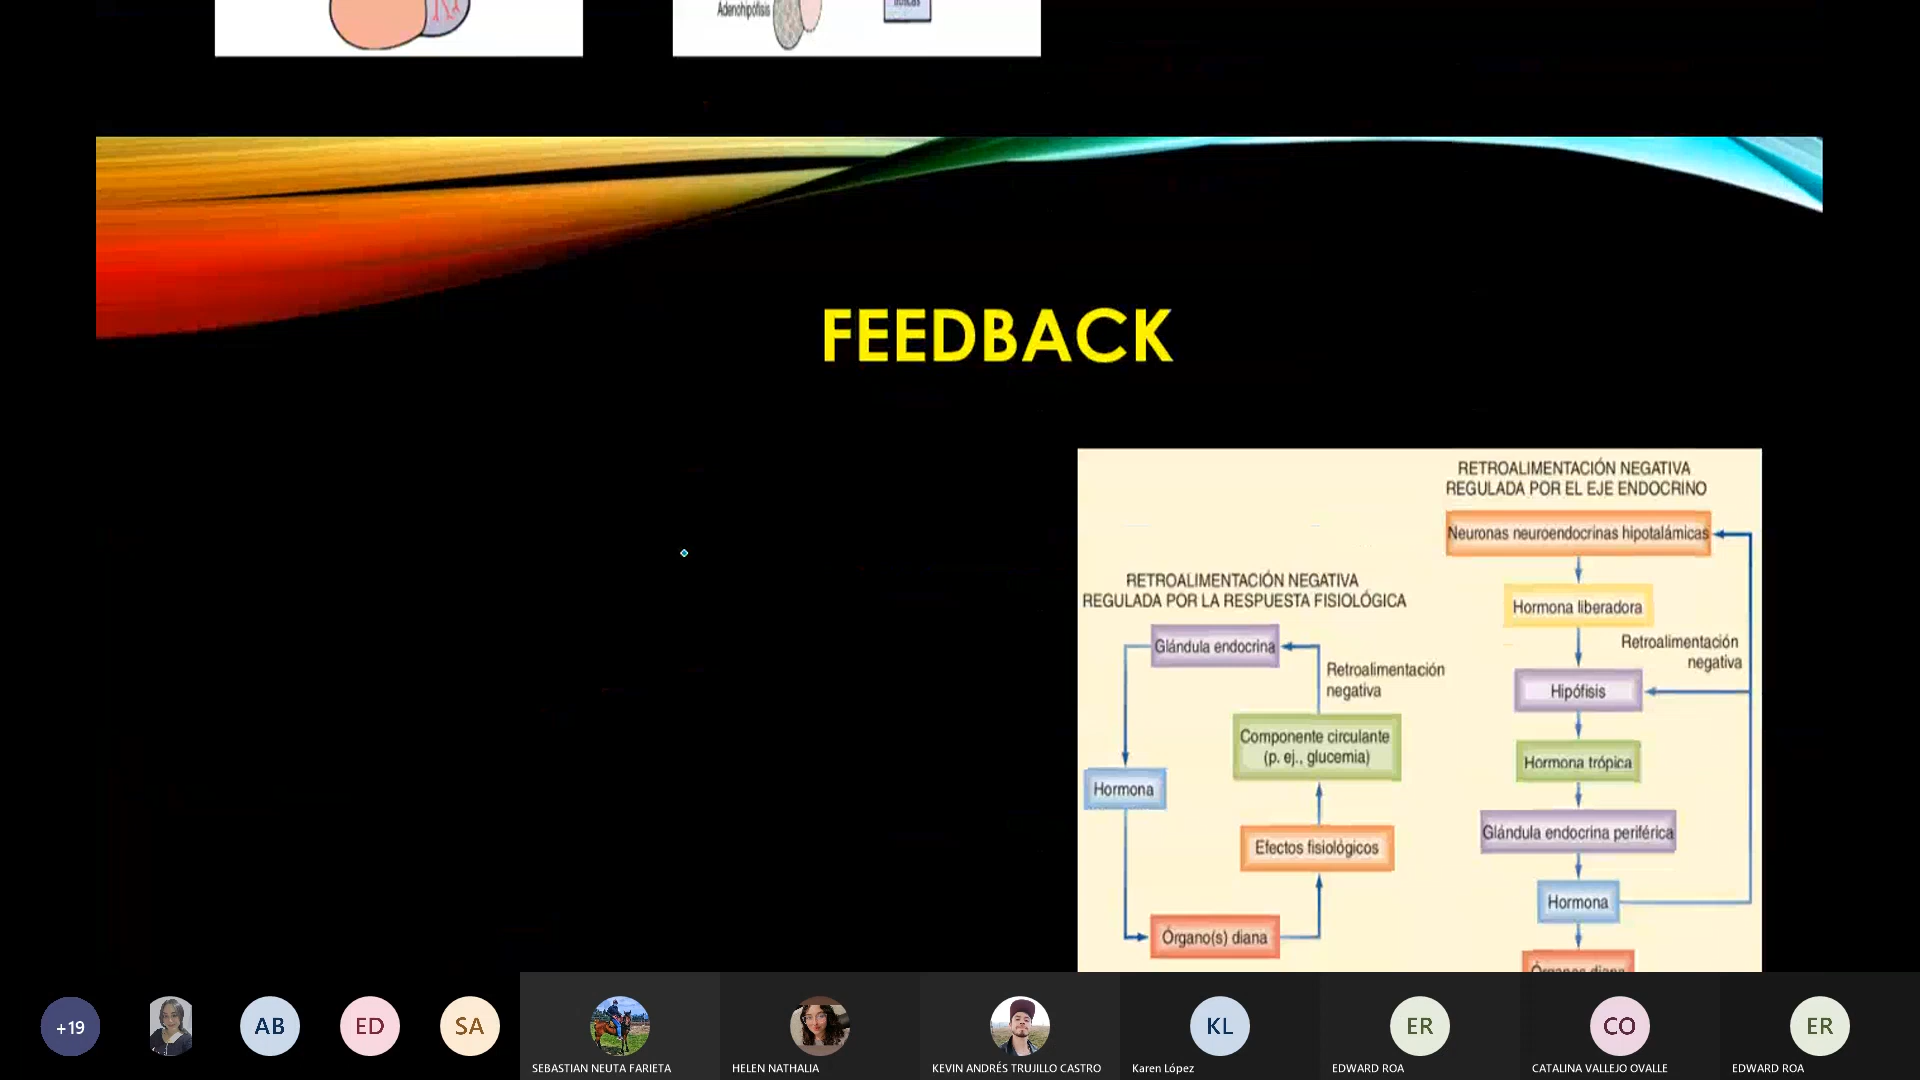 Adenohipófisis
FEEDBACK
RETROALIMENTACIÓN NEGATIVA
REGULADA POR EL EJE ENDOCRINO
Neuronas neuroendocrinas hipotalámicas
Hormona liberadora
Retroalimentación
negativa
Hipófisis
Hormona trópica
Glándula endocrina periférica
Hormona
Órganos diana
RETROALIMENTACIÓN NEGATIVA
REGULADA POR LA RESPUESTA FISIOLÓGICA
Glándula endocrina
Retroalimentación
negativa
Componente circulante
(p. ej., glucemia)
Hormona
Efectos fisiológicos
Órgano(s) diana
+19
AB
ED
SA
SEBASTIAN NEUTA FARIETA
HELEN NATHALIA
KEVIN ANDRÉS TRUJILLO CASTRO
KL
Karen López
ER
EDWARD ROA
CO
CATALINA VALLEJO OVALLE
ER
EDWARD ROA